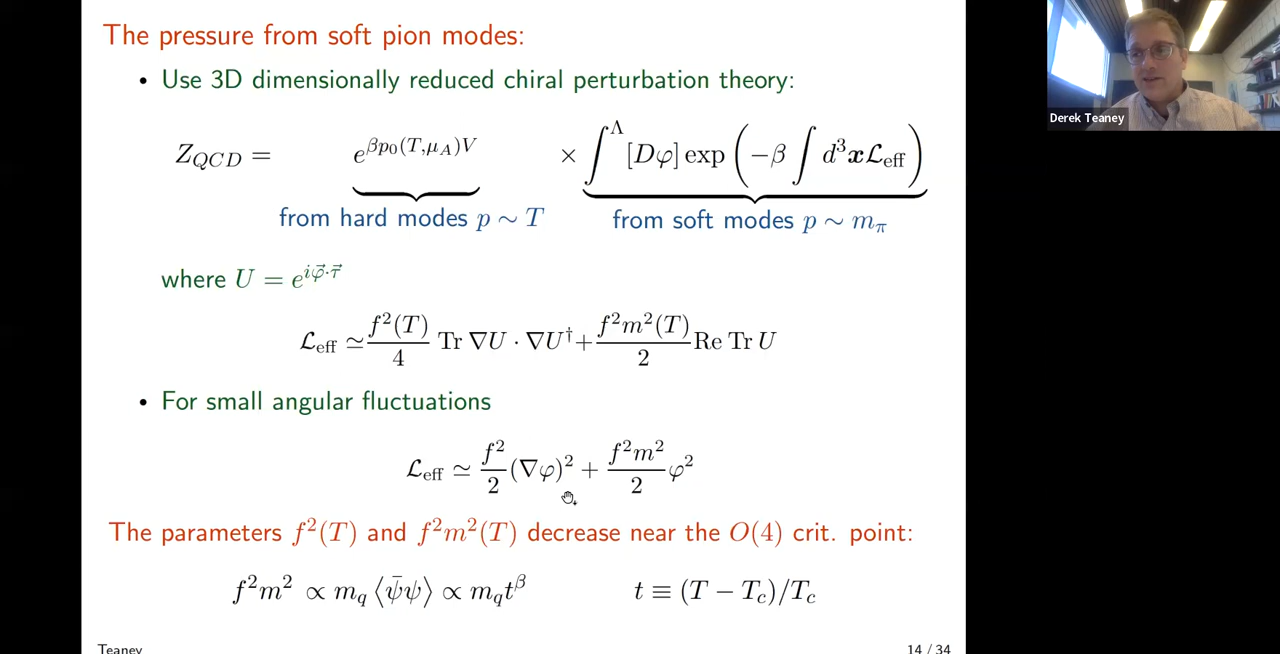 The pressure from soft pion modes:
• Use 3D dimensionally reduced chiral perturbation theory:
Z_{QCD} = e^{βp_0(T,μ_A)V} × ∫^Λ [Dφ] exp(−β ∫ d^3x ℒ_eff)
from hard modes p ∼ T from soft modes p ∼ m_π
where U = e^{i\vec{φ}·\vec{τ}}
ℒ_eff ≃ \frac{f^2(T)}{4} Tr ∇U · ∇U^† + \frac{f^2m^2(T)}{2} Re Tr U
• For small angular fluctuations
ℒ_eff ≃ \frac{f^2}{2}(∇φ)^2 + \frac{f^2m^2}{2}φ^2
The parameters f^2(T) and f^2m^2(T) decrease near the O(4) crit. point:
f^2m^2 ∝ m_q ⟨\bar{ψ}ψ⟩ ∝ m_q t^β t ≡ (T − T_c)/T_c
Teaney 14 / 34
Derek Teaney